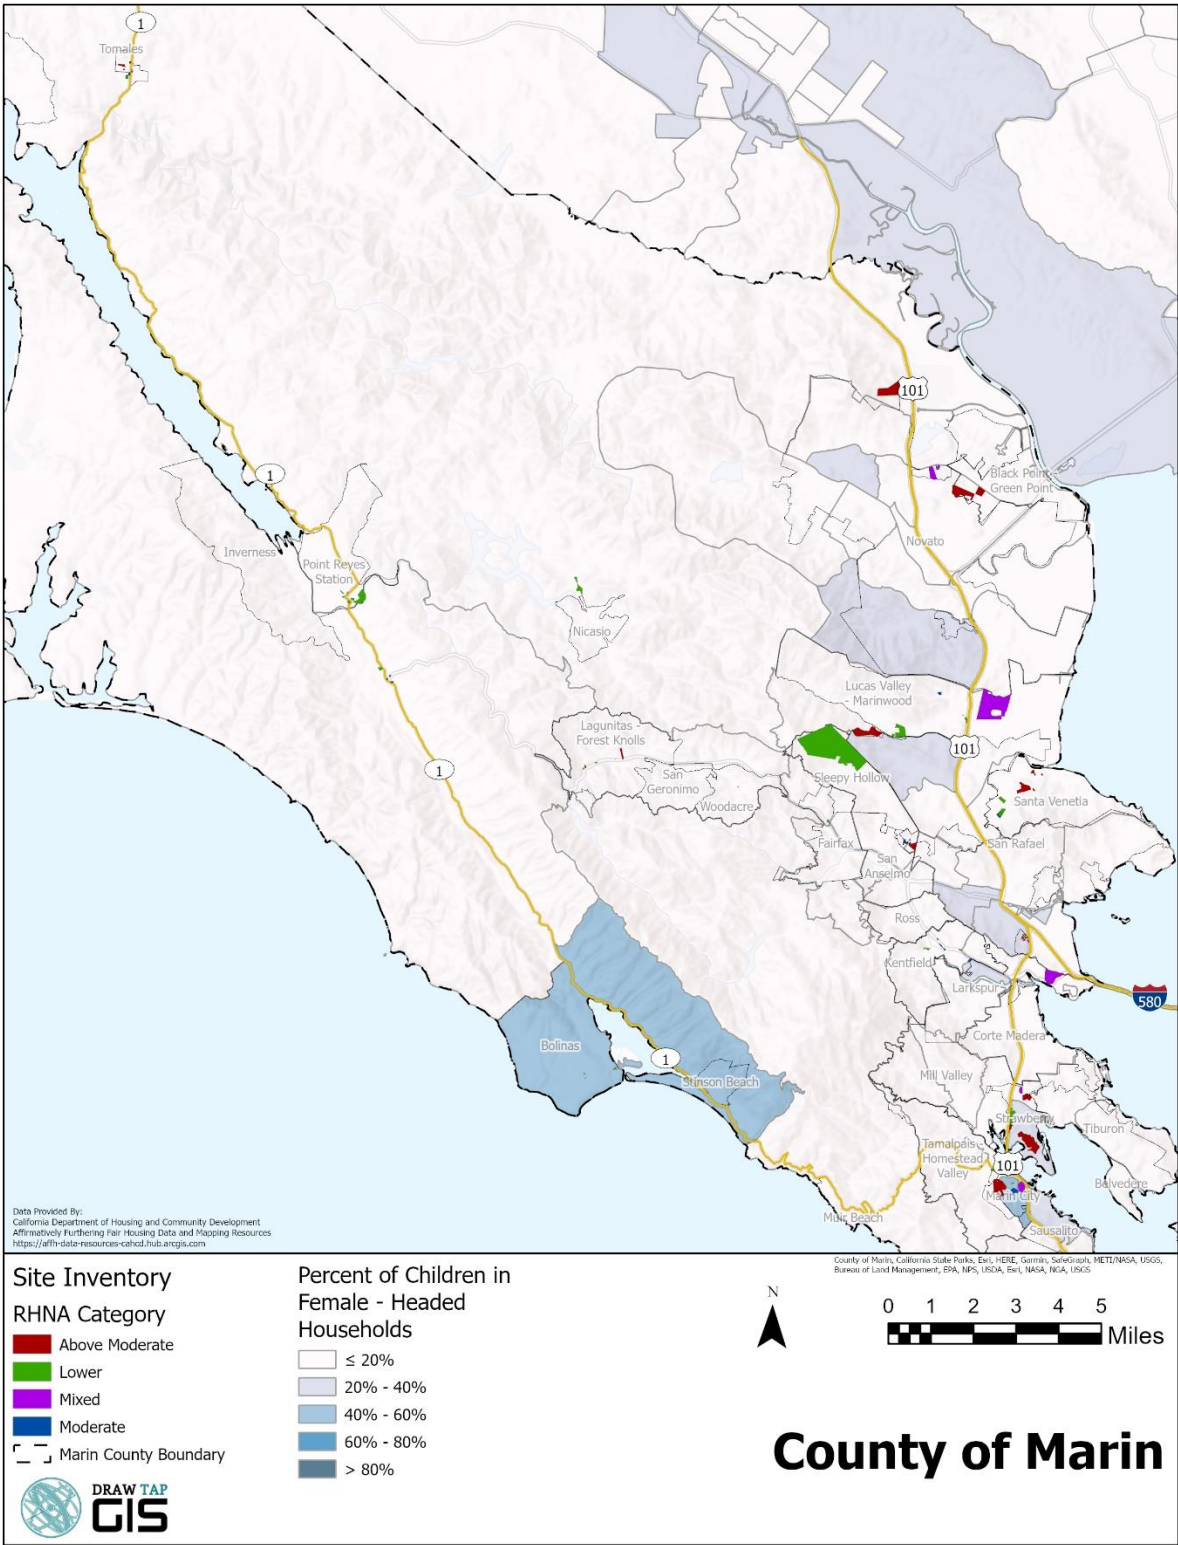 1
Tomales
101
Black Point -
Green Point
1
Inverness
Point Reyes
Station
Novato
Nicasio
Lucas Valley
- Marinwood
Lagunitas -
Forest Knolls
101
1
San
Geronimo
Sleepy Hollow
Woodacre
Santa Venetia
Fairfax
San Rafael
San
Anselmo
Ross
Kentfield
Larkspur
580
Bolinas
Corte Madera
1
Stinson Beach
Mill Valley
Strawberry
Tiburon
Tamalpais -
Homestead
Valley
101
Belvedere
Marin City
Muir Beach
Sausalito
Data Provided By:
California Department of Housing and Community Development
Affirmatively Furthering Fair Housing Data and Mapping Resources
https://affh-data-resources-cahcd.hub.arcgis.com
County of Marin, California State Parks, Esri, HERE, Garmin, SafeGraph, METI/NASA, USGS,
Bureau of Land Management, EPA, NPS, USDA, Esri, NASA, NGA, USGS
Site Inventory
RHNA Category
Above Moderate
Lower
Mixed
Moderate
Marin County Boundary
Percent of Children in
Female - Headed
Households
≤ 20%
20% - 40%
40% - 60%
60% - 80%
> 80%
N
0 1 2 3 4 5
Miles
County of Marin
DRAW TAP
GIS